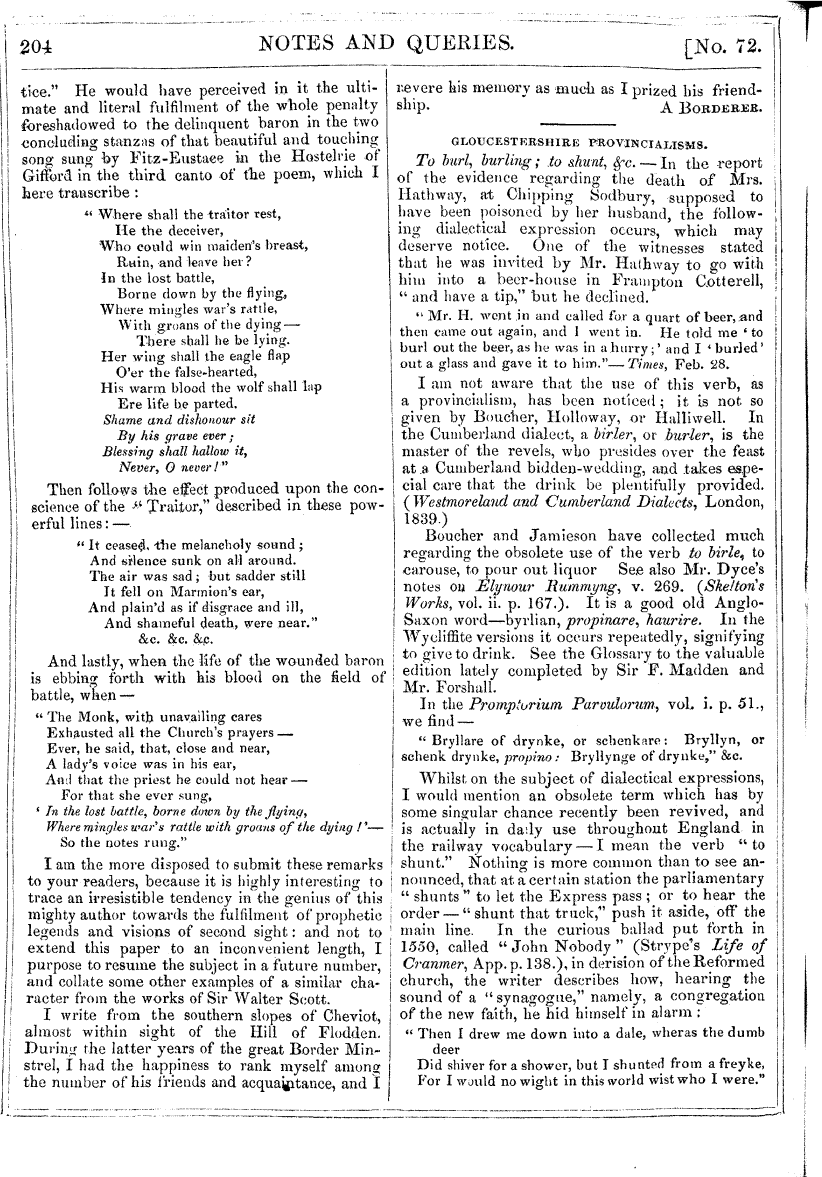 204 NOTES AND QUERIES. [No. 72.
tice." He would have perceived in it the ulti-
mate and literal fulfilment of the whole penalty
foreshadowed to the delinquent baron in the two
concluding stanzas of that beautiful and touching
song sung by Fitz-Eustace in the Hostelrie of
Gifford in the third canto of the poem, which I
here transcribe :
" Where shall the traitor rest,
He the deceiver,
Who could win maiden's breast,
Ruin, and leave her ?
In the lost battle,
Borne down by the flying,
Where mingles war's rattle,
With groans of the dying —
There shall he be lying.
Her wing shall the eagle flap
O'er the false-hearted,
His warm blood the wolf shall lap
Ere life be parted.
Shame and dishonour sit
By his grave ever ;
Blessing shall hallow it,
Never, O never ! "
Then follows the effect produced upon the con-
science of the " Traitor," described in these pow-
erful lines : —
" It ceased, the melancholy sound ;
And silence sunk on all around.
The air was sad ; but sadder still
It fell on Marmion's ear,
And plain'd as if disgrace and ill,
And shameful death, were near."
&c. &c. &c.
And lastly, when the life of the wounded baron
is ebbing forth with his blood on the field of
battle, when —
" The Monk, with unavailing cares
Exhausted all the Church's prayers —
Ever, he said, that, close and near,
A lady's voice was in his ear,
And that the priest he could not hear —
For that she ever sung,
' In the lost battle, borne down by the flying,
Where mingles war's rattle with groans of the dying ! '—
So the notes rung."
I am the more disposed to submit these remarks
to your readers, because it is highly interesting to
trace an irresistible tendency in the genius of this
mighty author towards the fulfilment of prophetic
legends and visions of second sight : and not to
extend this paper to an inconvenient length, I
purpose to resume the subject in a future number,
and collate some other examples of a similar cha-
racter from the works of Sir Walter Scott.
I write from the southern slopes of Cheviot,
almost within sight of the Hill of Flodden.
During the latter years of the great Border Min-
strel, I had the happiness to rank myself among
the number of his friends and acquaintance, and I
revere his memory as much as I prized his friend-
ship. A BORDERER.
GLOUCESTERSHIRE PROVINCIALISMS.
To burl, burling ; to shunt, &c. — In the report
of the evidence regarding the death of Mrs.
Hathway, at Chipping Sodbury, supposed to
have been poisoned by her husband, the follow-
ing dialectical expression occurs, which may
deserve notice. One of the witnesses stated
that he was invited by Mr. Hathway to go with
him into a beer-house in Frampton Cotterell,
" and have a tip," but he declined.
" Mr. H. went in and called for a quart of beer, and
then came out again, and I went in. He told me ' to
burl out the beer, as he was in a hurry ; ' and I ' burled '
out a glass and gave it to him."— Times, Feb. 28.
I am not aware that the use of this verb, as
a provincialism, has been noticed ; it is not so
given by Boucher, Holloway, or Halliwell. In
the Cumberland dialect, a birler, or burler, is the
master of the revels, who presides over the feast
at a Cumberland bidden-wedding, and takes espe-
cial care that the drink be plentifully provided.
( Westmoreland and Cumberland Dialects, London,
1839.)
Boucher and Jamieson have collected much
regarding the obsolete use of the verb to birle, to
carouse, to pour out liquor See also Mr. Dyce's
notes on Elynour Rummyng, v. 269. (Skelton's
Works, vol. ii. p. 167.). It is a good old Anglo-
Saxon word—byrlian, propinare, haurire. In the
Wycliffite versions it occurs repeatedly, signifying
to give to drink. See the Glossary to the valuable
edition lately completed by Sir F. Madden and
Mr. Forshall.
In the Promptorium Parvulorum, vol. i. p. 51.,
we find —
" Bryllare of drynke, or schenkare : Bryllyn, or
schenk drynke, propino : Bryllynge of drynke," &c.
Whilst on the subject of dialectical expressions,
I would mention an obsolete term which has by
some singular chance recently been revived, and
is actually in daily use throughout England in
the railway vocabulary — I mean the verb " to
shunt." Nothing is more common than to see an-
nounced, that at a certain station the parliamentary
" shunts " to let the Express pass ; or to hear the
order — " shunt that truck," push it aside, off the
main line. In the curious ballad put forth in
1550, called " John Nobody " (Strype's Life of
Cranmer, App. p. 138.), in derision of the Reformed
church, the writer describes how, hearing the
sound of a " synagogue," namely, a congregation
of the new faith, he hid himself in alarm :
" Then I drew me down into a dale, wheras the dumb
deer
Did shiver for a shower, but I shunted from a freyke,
For I would no wight in this world wist who I were."